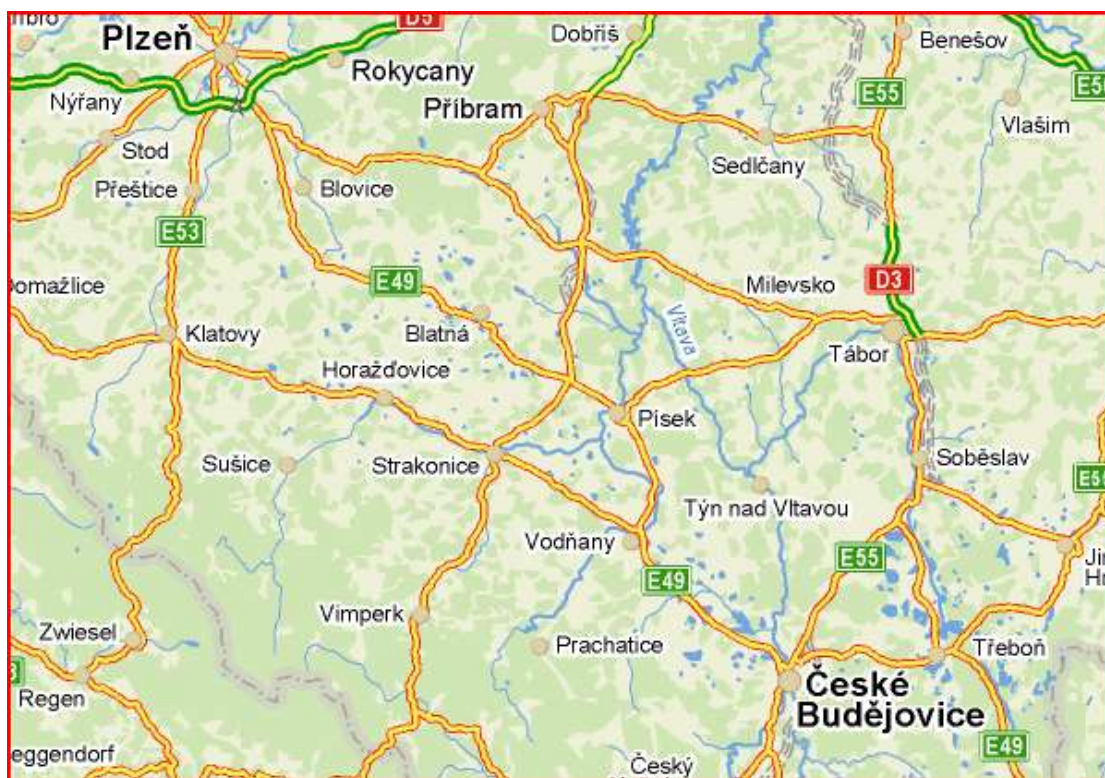 Plzeň
D5
Dobříš
Benešov
Rokycany
E55
Nýřany
Příbram
Vlašim
Stod
Sedlčany
Přeštice
Blovice
E53
Domažlice
E49
Milevsko
D3
Klatovy
Blatná
Vltava
Tábor
Horažďovice
Písek
Sušice
Strakonice
Soběslav
Týn nad Vltavou
Vodňany
E55
E49
Vimperk
Zwiesel
Prachatice
Třeboň
Regen
České
Budějovice
eggendorf
Český
E49